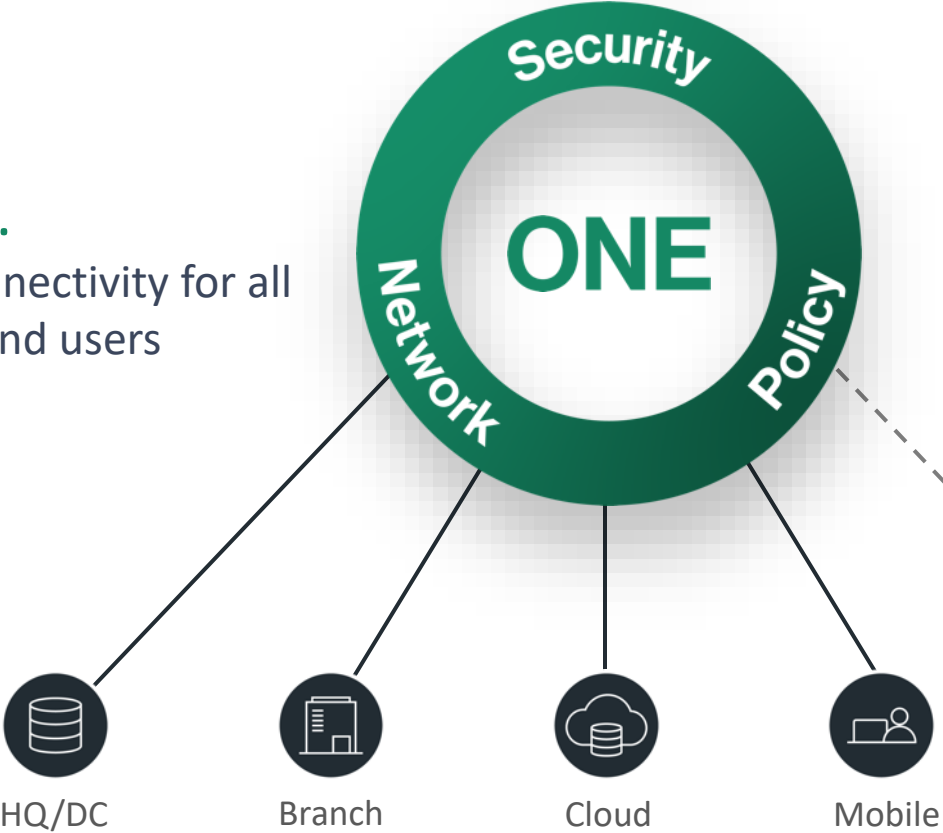 Security
ONE
Network
Policy
.
nectivity for all
nd users
HQ/DC
Branch
Cloud
Mobile